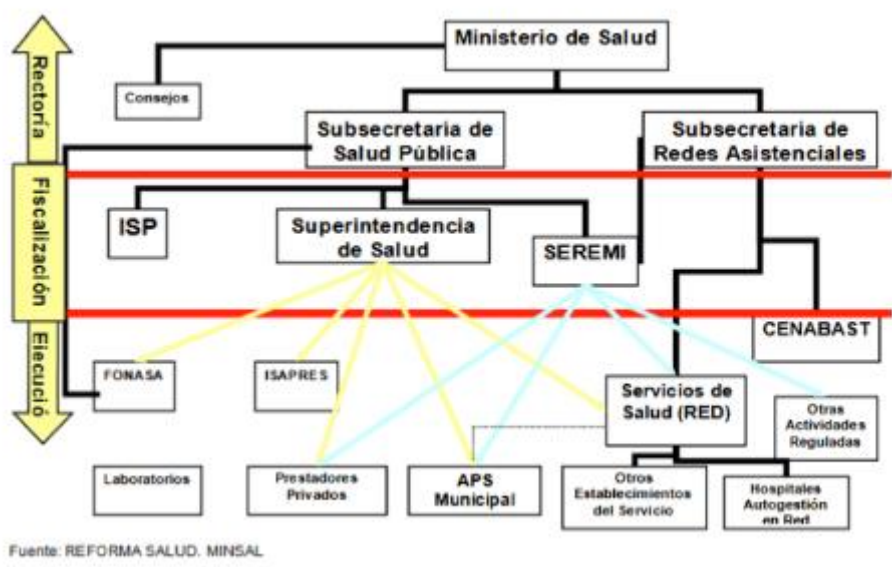 Ministerio de Salud
Rectoría
Consejos
Subsecretaria de
Salud Pública
Subsecretaria de
Redes Asistenciales
Fiscalización
ISP
Superintendencia
de Salud
SEREMI
CENABAST
Ejecució
FONASA
ISAPRES
Servicios de
Salud (RED)
Otras
Actividades
Reguladas
Laboratorios
Prestadores
Privados
APS
Municipal
Otros
Establecimientos
del Servicio
Hospitales
Autogestión
en Red
Fuente: REFORMA SALUD. MINSAL